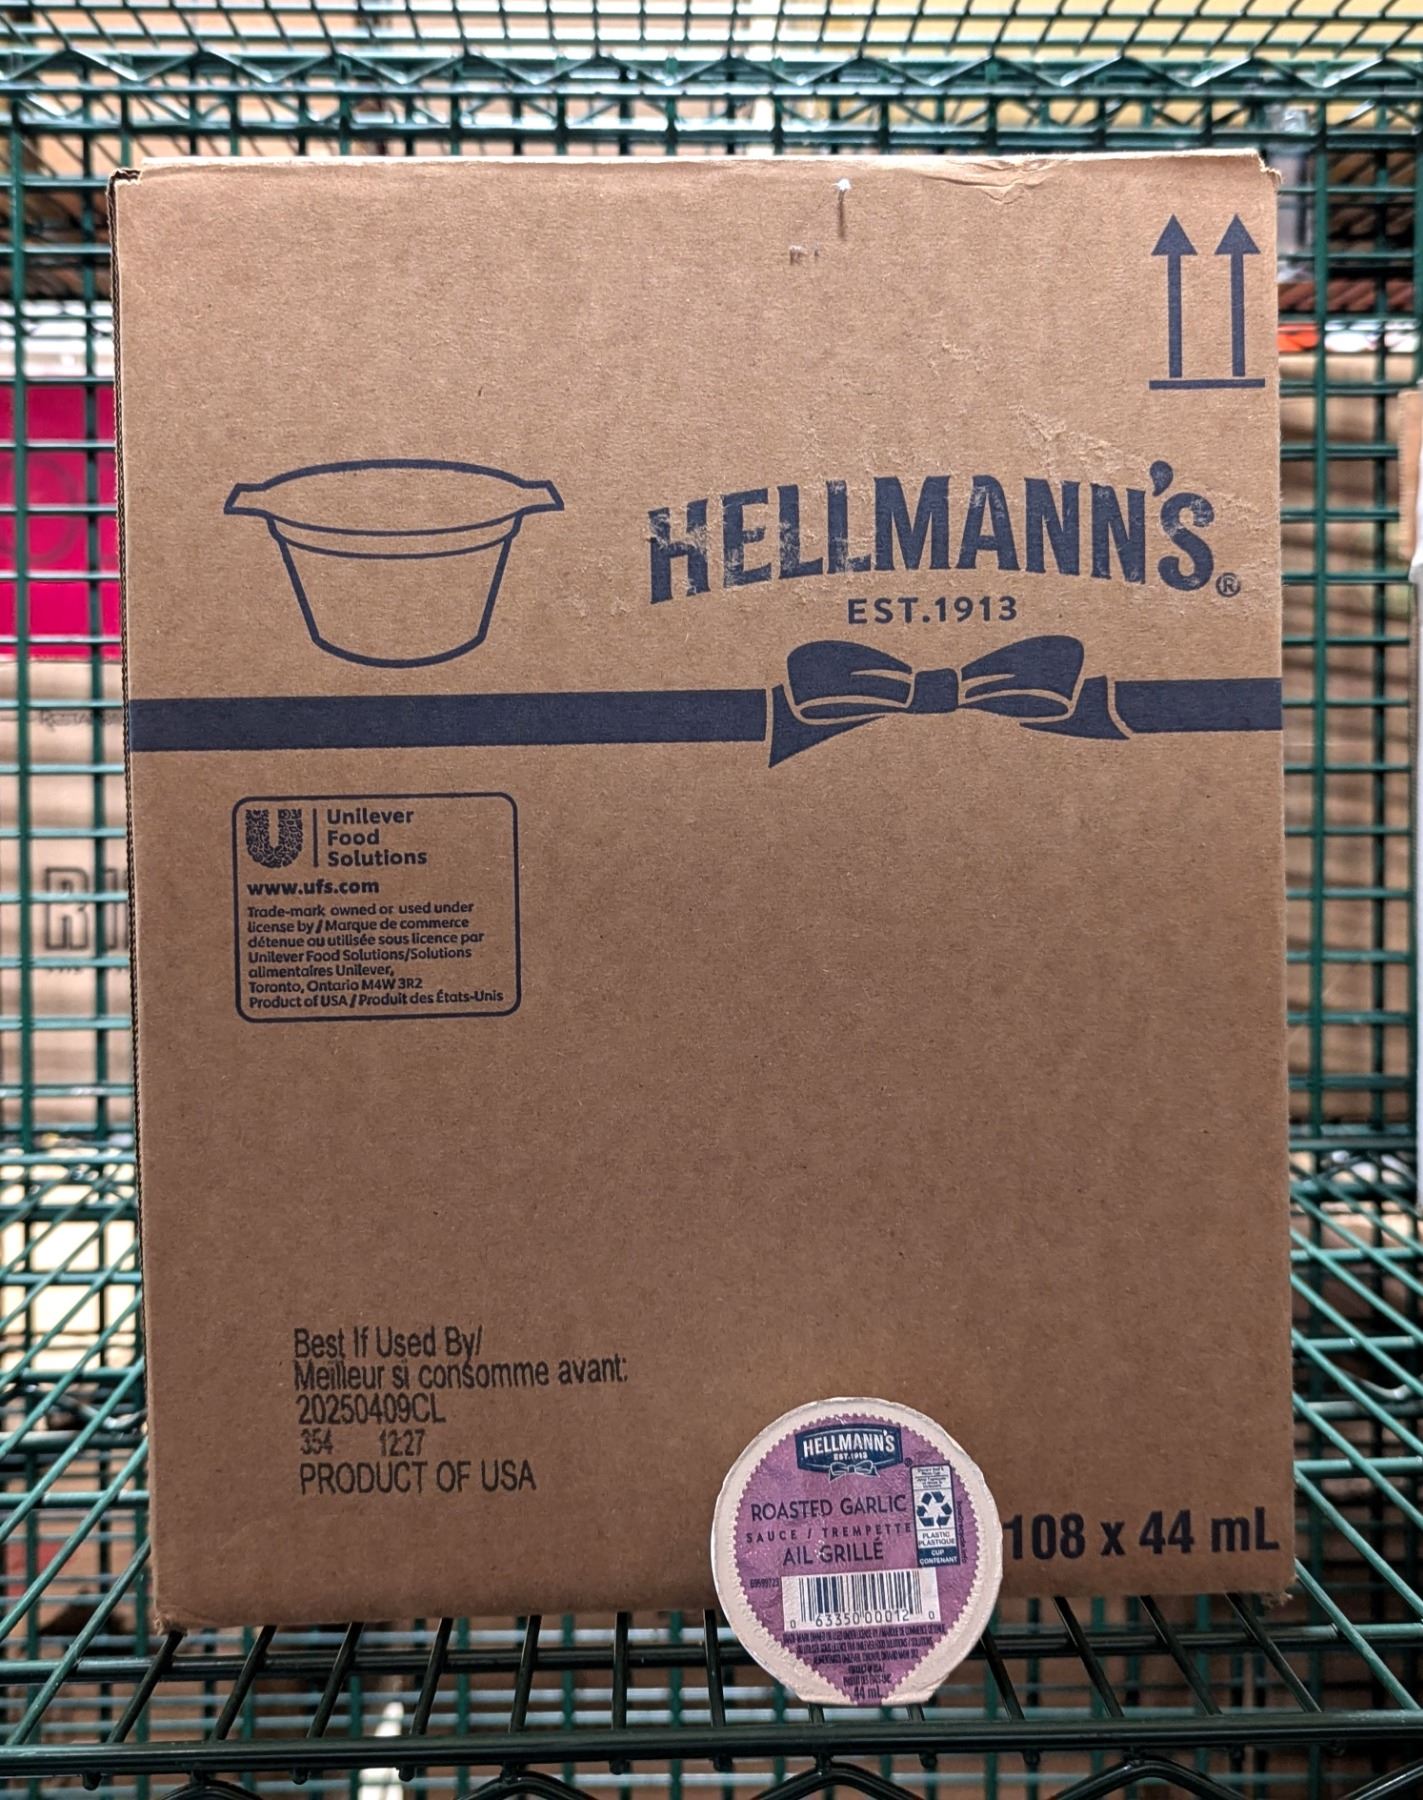 HELLMANN'S®
EST.1913
Unilever
Food
Solutions
www.ufs.com
Trade-mark owned or used under
license by / Marque de commerce
détenue ou utilisée sous licence par
Unilever Food Solutions/Solutions
alimentaires Unilever,
Toronto, Ontario M4W 3R2
Product of USA / Produit des États-Unis
Best If Used By/
Meilleur si consomme avant:
20250409CL
354 12:27
PRODUCT OF USA
108 x 44 mL
HELLMANN'S
EST.1913
ROASTED GARLIC
SAUCE / TREMPETTE
AIL GRILLÉ
PLASTIC
PLASTIQUE
CUP
CONTENANT
0 63350 00012 0
44 mL